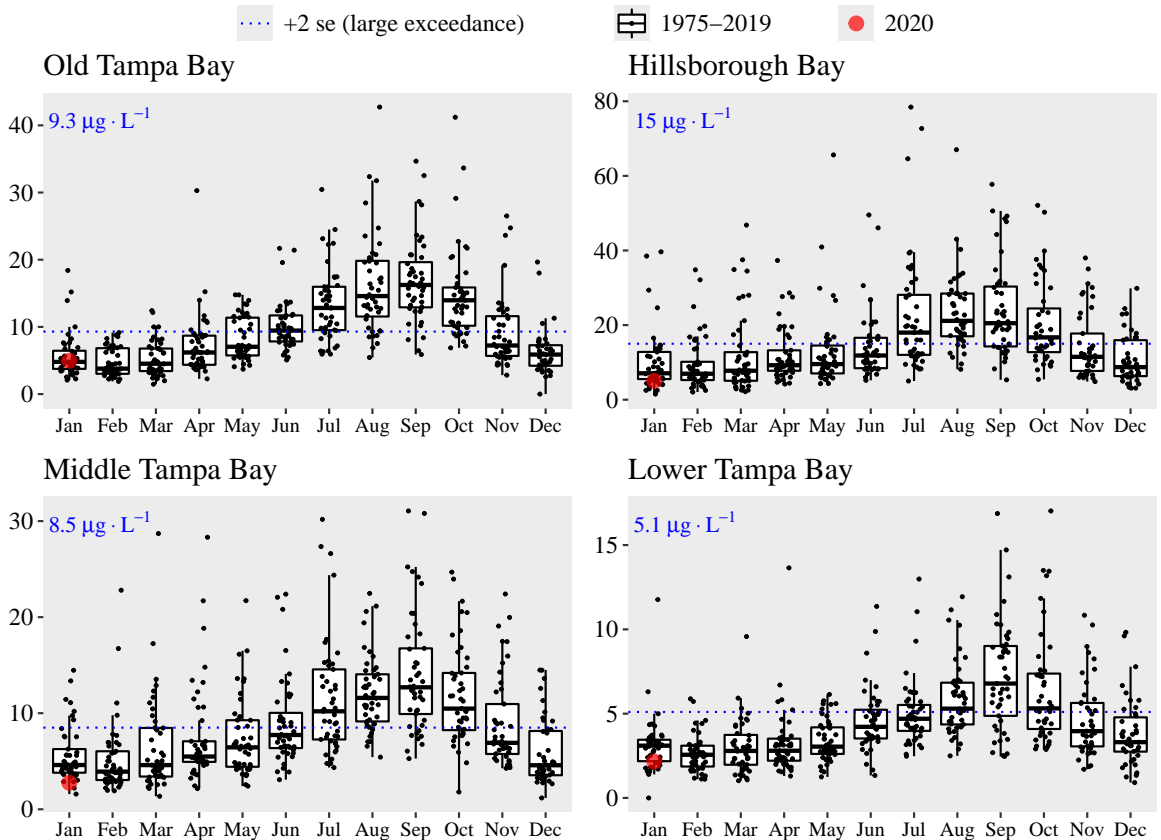 +2 se (large exceedance) 1975–2019 2020
Old Tampa Bay
9.3 μg · L⁻¹
40
30
20
10
0
Jan Feb Mar Apr May Jun Jul Aug Sep Oct Nov Dec
Hillsborough Bay
15 μg · L⁻¹
80
60
40
20
0
Jan Feb Mar Apr May Jun Jul Aug Sep Oct Nov Dec
Middle Tampa Bay
8.5 μg · L⁻¹
30
20
10
0
Jan Feb Mar Apr May Jun Jul Aug Sep Oct Nov Dec
Lower Tampa Bay
5.1 μg · L⁻¹
15
10
5
0
Jan Feb Mar Apr May Jun Jul Aug Sep Oct Nov Dec